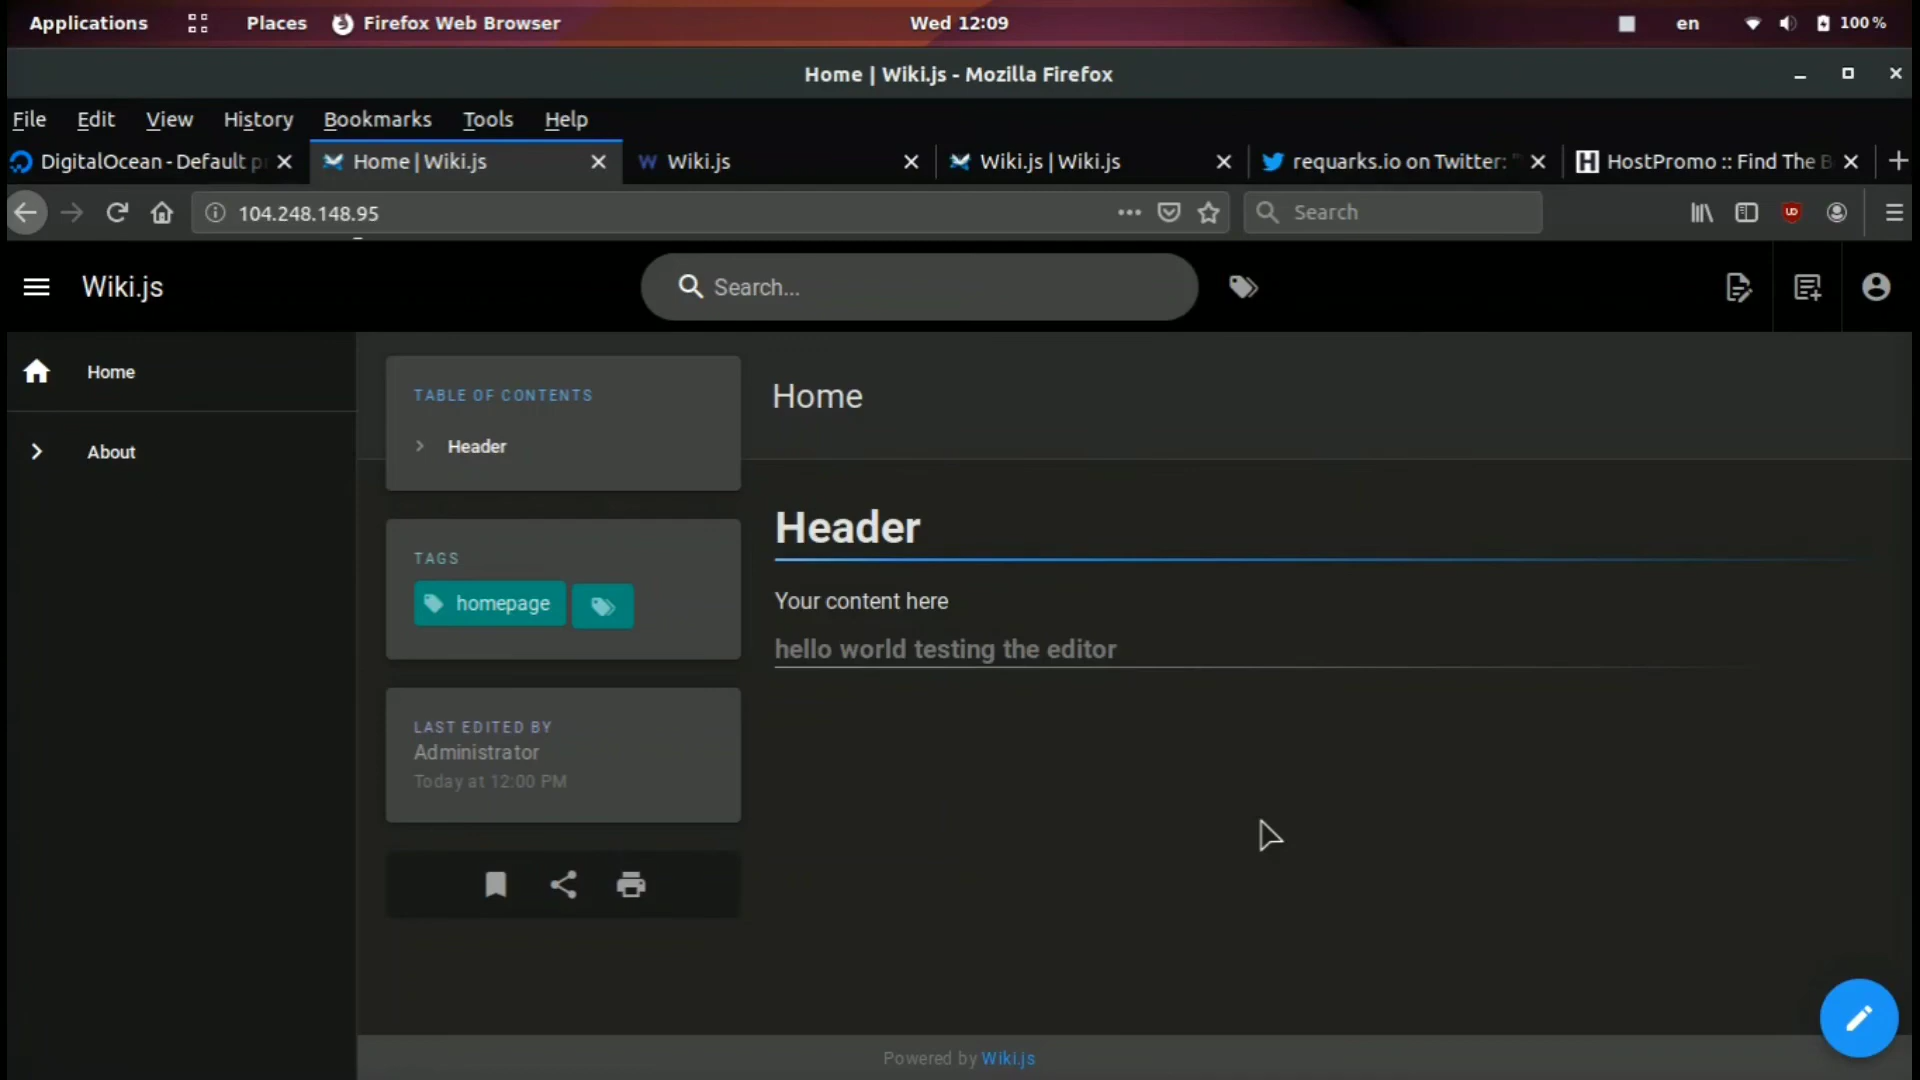 Applications Places Firefox Web Browser Wed 12:09 en 100 %
Home | Wiki.js - Mozilla Firefox
File Edit View History Bookmarks Tools Help
DigitalOcean - Default p Home | Wiki.js Wiki.js Wiki.js | Wiki.js requarks.io on Twitter: " HostPromo :: Find The B
104.248.148.95 Search
Wiki.js Search...
Home
About
TABLE OF CONTENTS
Header
TAGS
homepage
LAST EDITED BY
Administrator
Today at 12:00 PM
Home
Header
Your content here
hello world testing the editor
Powered by Wiki.js